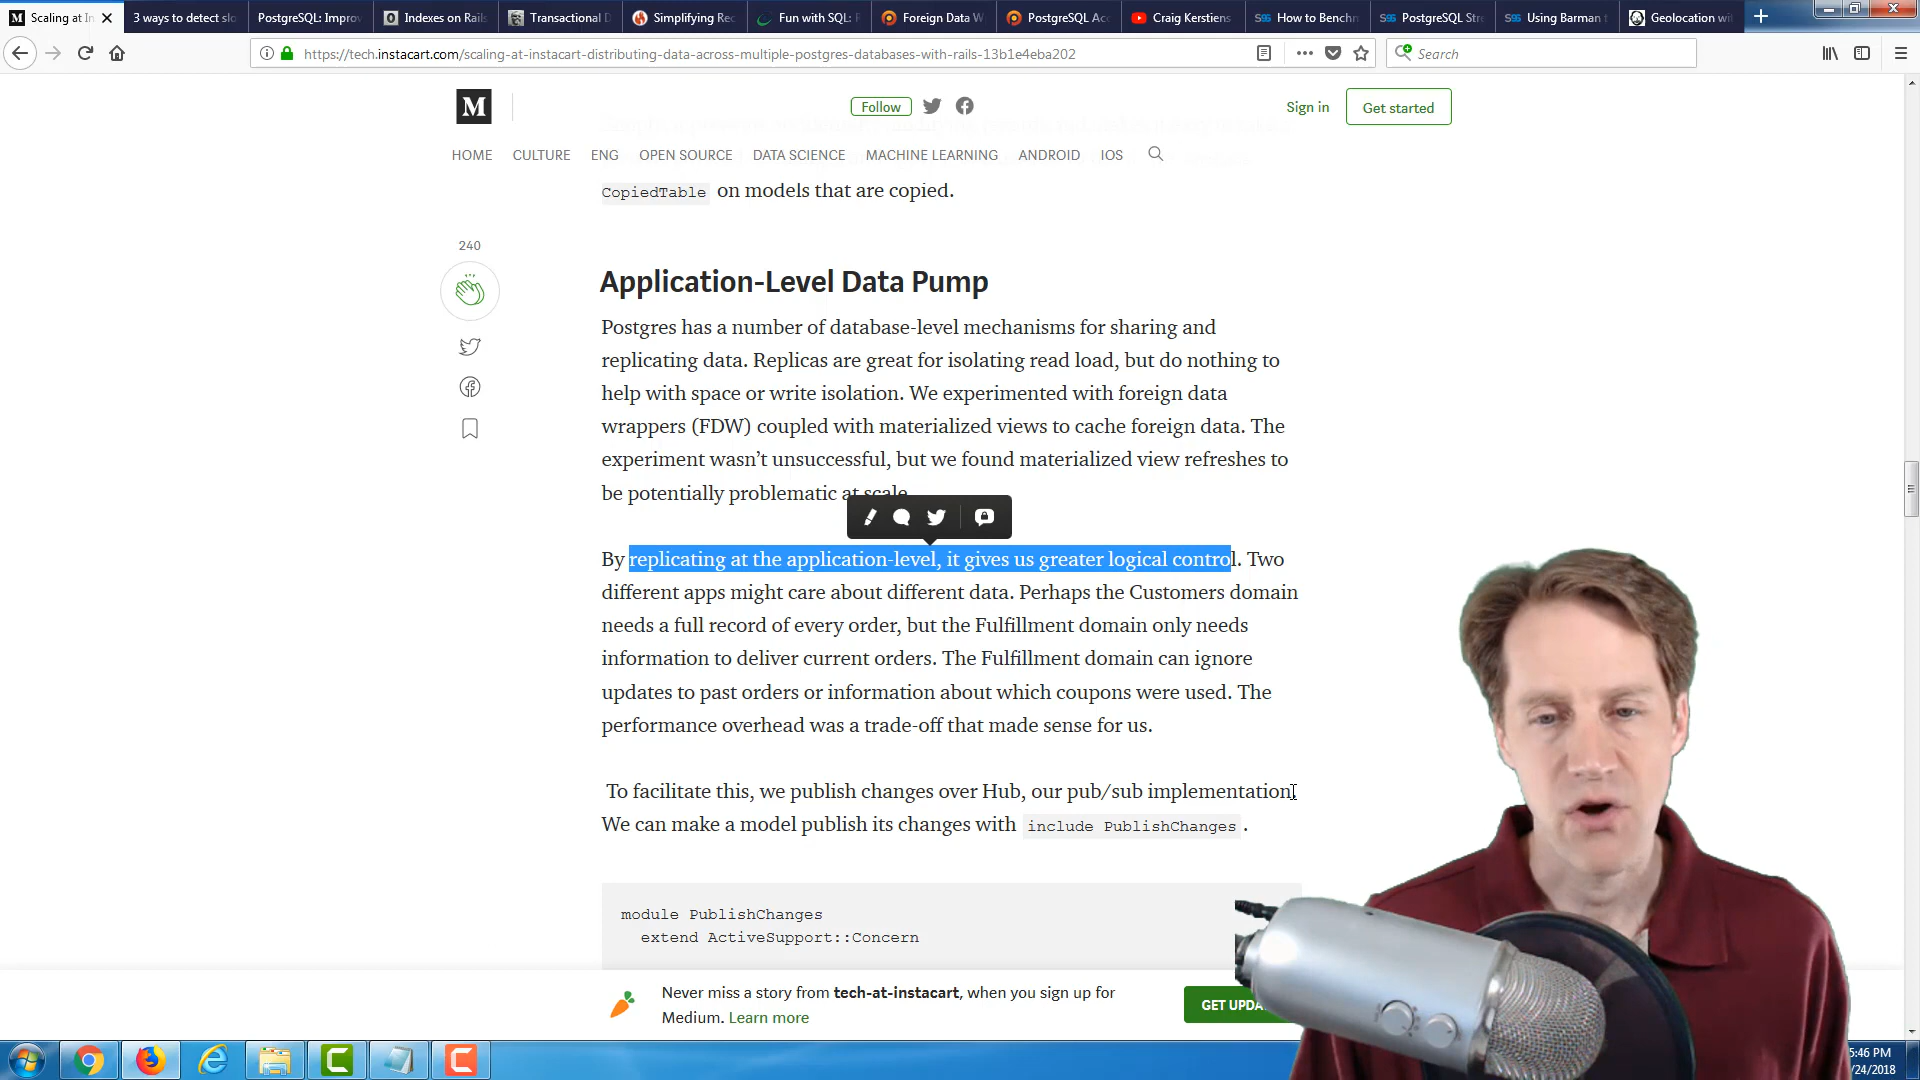 Scaling at In
3 ways to detect slo
PostgreSQL: Improv
Indexes on Rails
Transactional D
Simplifying Rec
Fun with SQL: P
Foreign Data W
PostgreSQL Acc
Craig Kerstiens
How to Benchm
PostgreSQL Stre
Using Barman t
Geolocation wi
https://tech.instacart.com/scaling-at-instacart-distributing-data-across-multiple-postgres-databases-with-rails-13b1e4eba202
Search
M
Follow
Sign in
Get started
HOME CULTURE ENG OPEN SOURCE DATA SCIENCE MACHINE LEARNING ANDROID IOS
CopiedTable on models that are copied.
240
Application-Level Data Pump
Postgres has a number of database-level mechanisms for sharing and
replicating data. Replicas are great for isolating read load, but do nothing to
help with space or write isolation. We experimented with foreign data
wrappers (FDW) coupled with materialized views to cache foreign data. The
experiment wasn’t unsuccessful, but we found materialized view refreshes to
be potentially problematic at scale.
By replicating at the application-level, it gives us greater logical control. Two
different apps might care about different data. Perhaps the Customers domain
needs a full record of every order, but the Fulfillment domain only needs
information to deliver current orders. The Fulfillment domain can ignore
updates to past orders or information about which coupons were used. The
performance overhead was a trade-off that made sense for us.
To facilitate this, we publish changes over Hub, our pub/sub implementation.
We can make a model publish its changes with include PublishChanges.
module PublishChanges
extend ActiveSupport::Concern
Never miss a story from tech-at-instacart, when you sign up for
Medium. Learn more
GET UPDA
5:46 PM
/24/2018